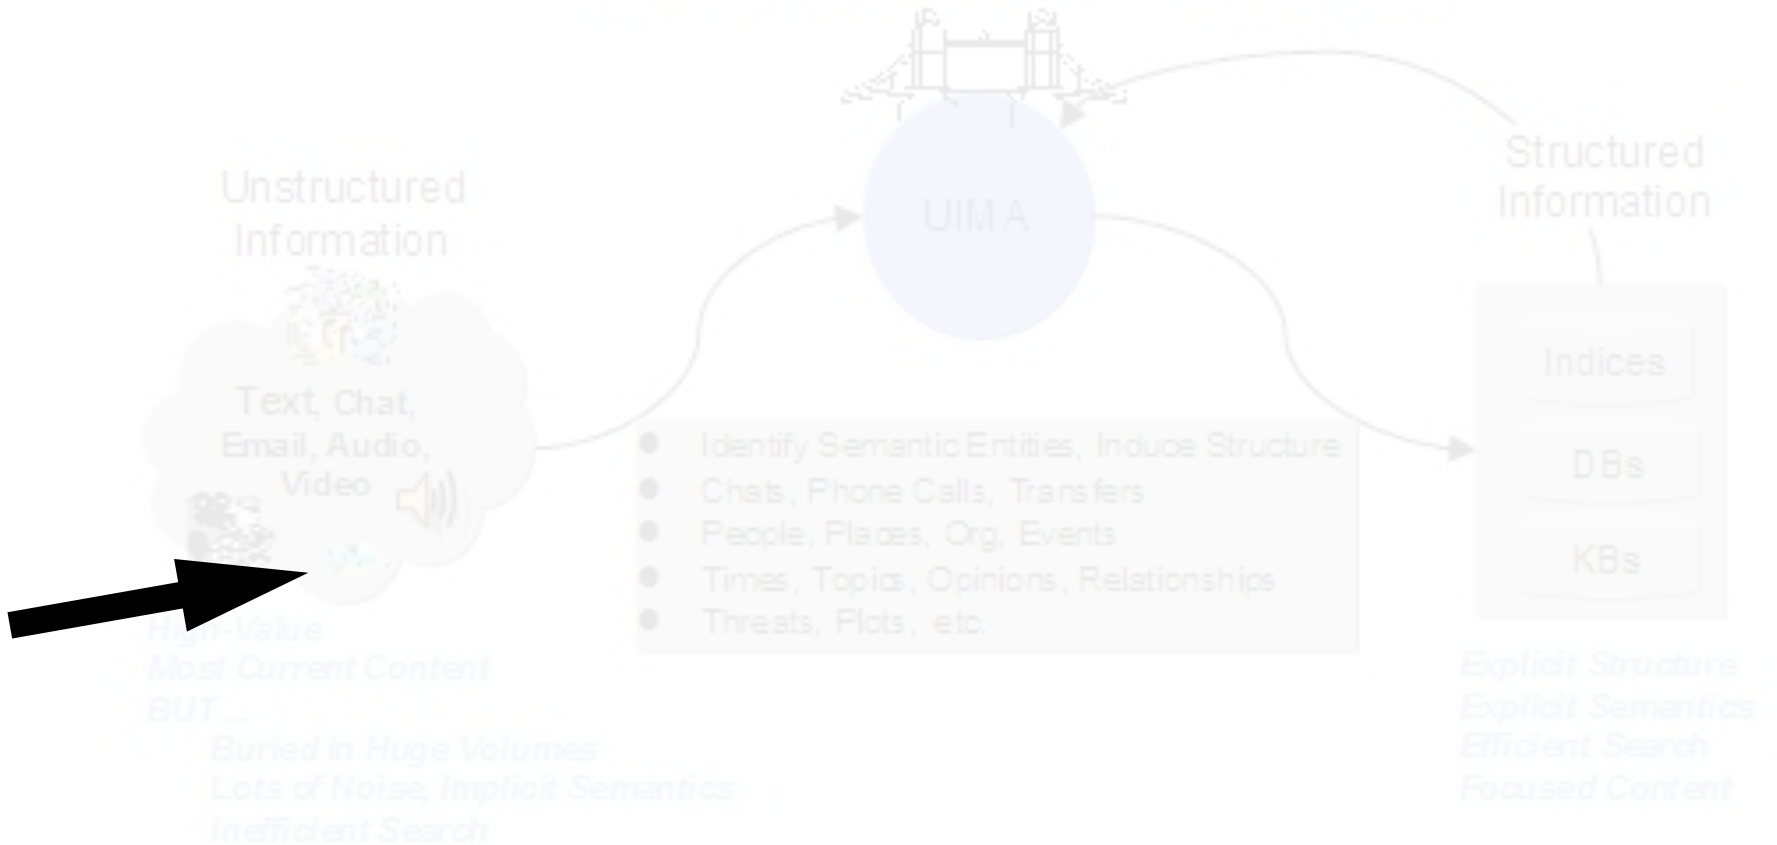 Unstructured
Information
Text, Chat,
Email, Audio,
Video
High-Value
Most Current Content
BUT ...
Buried in Huge Volumes
Lots of Noise, Implicit Semantics
Inefficient Search
UIMA
● Identify Semantic Entities, Induce Structure
● Chats, Phone Calls, Transfers
● People, Places, Org, Events
● Times, Topics, Opinions, Relationships
● Threats, Plots, etc.
Structured
Information
Indices
DBs
KBs
Explicit Structure
Explicit Semantics
Efficient Search
Focused Content